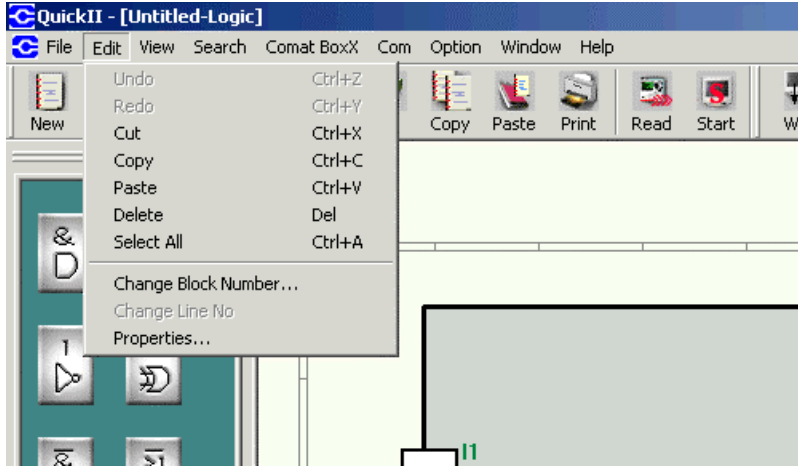 QuickII - [Untitled-Logic]
File Edit View Search Comat BoxX Com Option Window Help
New Copy Paste Print Read Start
Undo Ctrl+Z
Redo Ctrl+Y
Cut Ctrl+X
Copy Ctrl+C
Paste Ctrl+V
Delete Del
Select All Ctrl+A
Change Block Number...
Change Line No
Properties...
&
1
&
≥1
I1